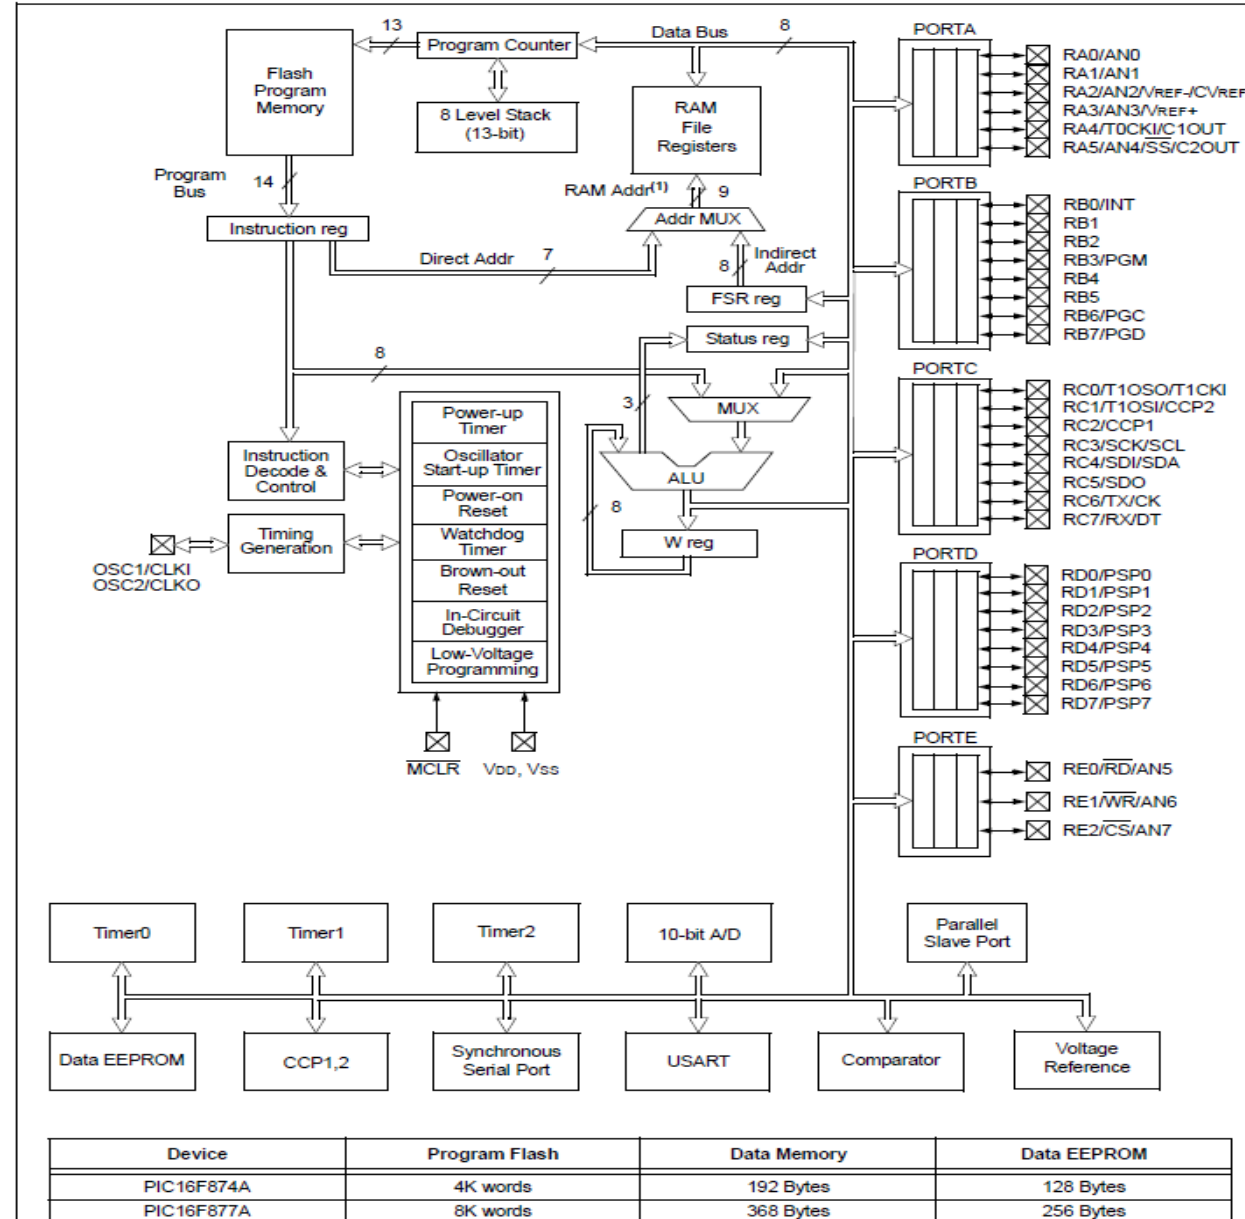 13
Program Counter
Data Bus
8
PORTA
Flash
Program
Memory
8 Level Stack
(13-bit)
RAM
File
Registers
RA0/AN0
RA1/AN1
RA2/AN2/VREF-/CVREF
RA3/AN3/VREF+
RA4/T0CKI/C1OUT
RA5/AN4/SS/C2OUT
Program
Bus
14
RAM Addr(1)
9
PORTB
Instruction reg
Addr MUX
Direct Addr
7
8
Indirect
Addr
FSR reg
Status reg
RB0/INT
RB1
RB2
RB3/PGM
RB4
RB5
RB6/PGC
RB7/PGD
8
3
MUX
PORTC
RC0/T1OSO/T1CKI
RC1/T1OSI/CCP2
RC2/CCP1
RC3/SCK/SCL
RC4/SDI/SDA
RC5/SDO
RC6/TX/CK
RC7/RX/DT
Power-up
Timer
Oscillator
Start-up Timer
Power-on
Reset
Watchdog
Timer
Brown-out
Reset
In-Circuit
Debugger
Low-Voltage
Programming
Instruction
Decode &
Control
Timing
Generation
OSC1/CLKI
OSC2/CLKO
ALU
8
W reg
MCLR
VDD, VSS
PORTD
RD0/PSP0
RD1/PSP1
RD2/PSP2
RD3/PSP3
RD4/PSP4
RD5/PSP5
RD6/PSP6
RD7/PSP7
PORTE
RE0/RD/AN5
RE1/WR/AN6
RE2/CS/AN7
Timer0
Timer1
Timer2
10-bit A/D
Parallel
Slave Port
Data EEPROM
CCP1,2
Synchronous
Serial Port
USART
Comparator
Voltage
Reference
Device Program Flash Data Memory Data EEPROM
PIC16F874A 4K words 192 Bytes 128 Bytes
PIC16F877A 8K words 368 Bytes 256 Bytes